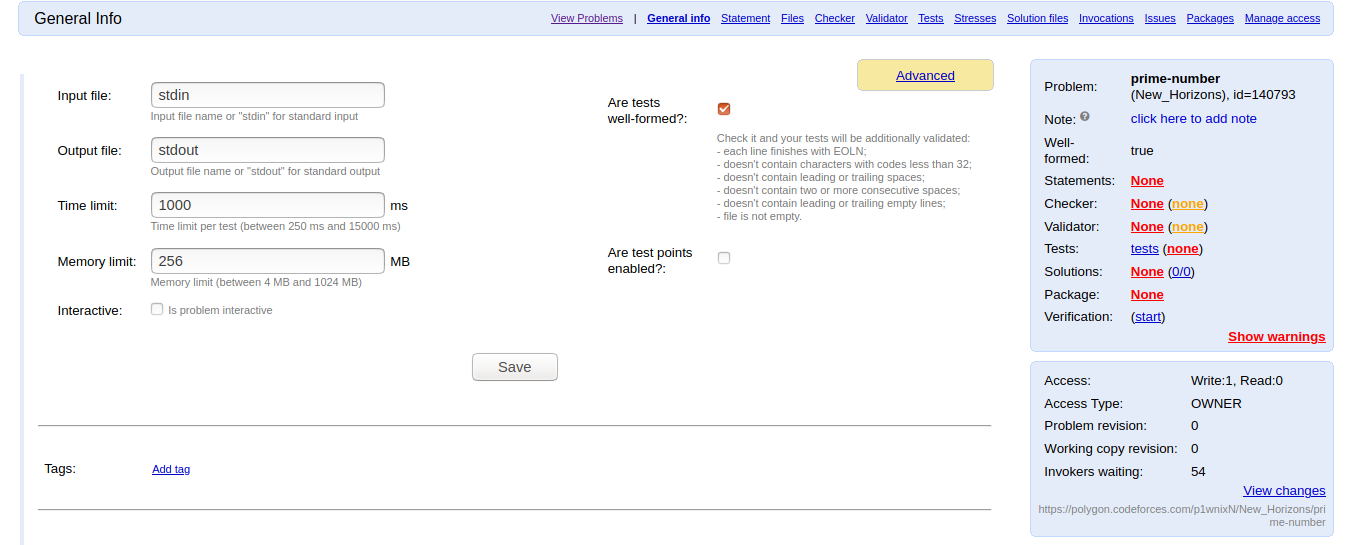 General Info
View Problems | General info Statement Files Checker Validator Tests Stresses Solution files Invocations Issues Packages Manage access
Advanced
Input file: stdin
Input file name or "stdin" for standard input
Output file: stdout
Output file name or "stdout" for standard output
Time limit: 1000 ms
Time limit per test (between 250 ms and 15000 ms)
Memory limit: 256 MB
Memory limit (between 4 MB and 1024 MB)
Interactive: Is problem interactive
Are tests
well-formed?:
Check it and your tests will be additionally validated:
- each line finishes with EOLN;
- doesn't contain characters with codes less than 32;
- doesn't contain leading or trailing spaces;
- doesn't contain two or more consecutive spaces;
- doesn't contain leading or trailing empty lines;
- file is not empty.
Are test points
enabled?:
Save
Tags: Add tag
Problem: prime-number
(New_Horizons), id=140793
Note: ? click here to add note
Well-
formed: true
Statements: None
Checker: None (none)
Validator: None (none)
Tests: tests (none)
Solutions: None (0/0)
Package: None
Verification: (start)
Show warnings
Access: Write:1, Read:0
Access Type: OWNER
Problem revision: 0
Working copy revision: 0
Invokers waiting: 54
View changes
https://polygon.codeforces.com/p1wnixN/New_Horizons/pri
me-number